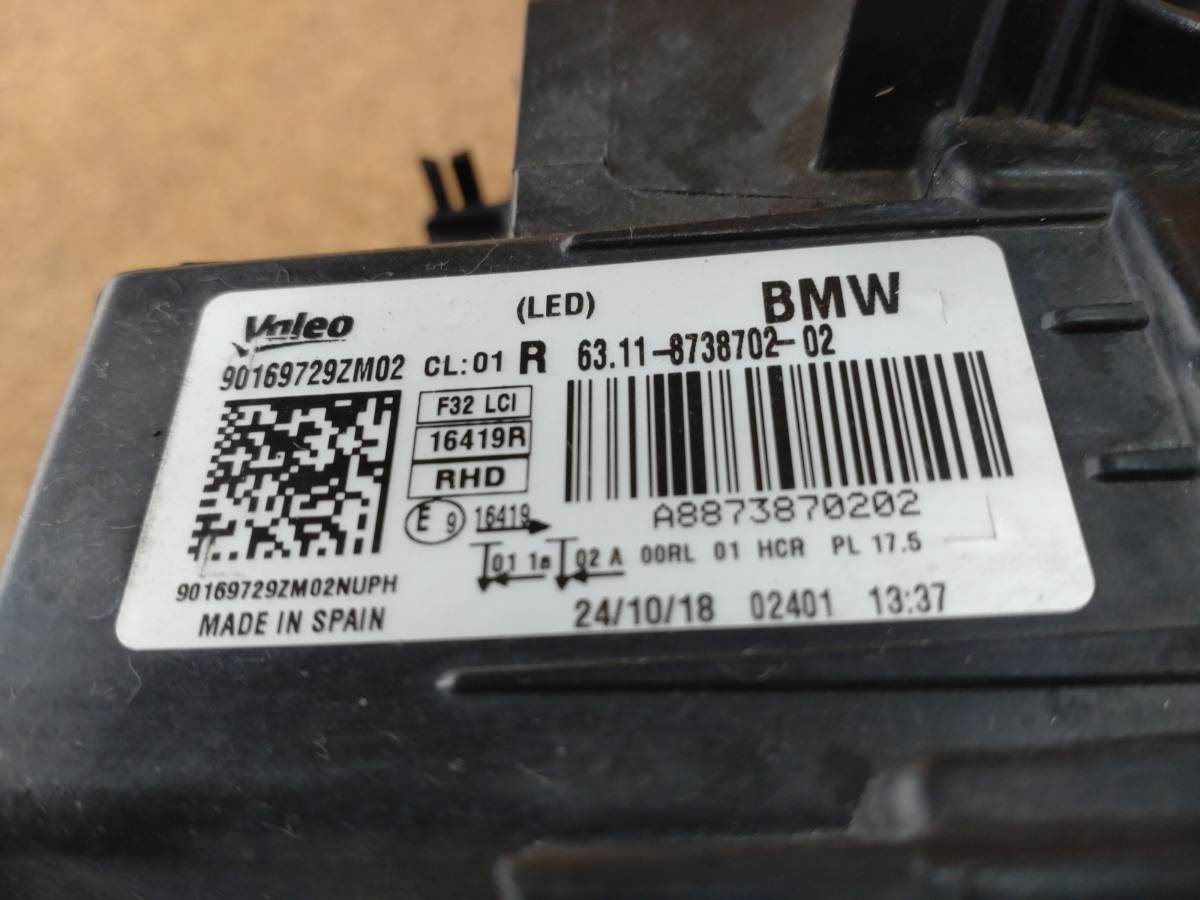 Valeo (LED) BMW
90169729ZM02 CL:01 R 63.11-8738702-02
F32 LCI
16419R
RHD
E 9 16419
A8873870202
01 1a 02 A 00RL 01 HCR PL 17.5
90169729ZM02NUPH
MADE IN SPAIN 24/10/18 02401 13:37